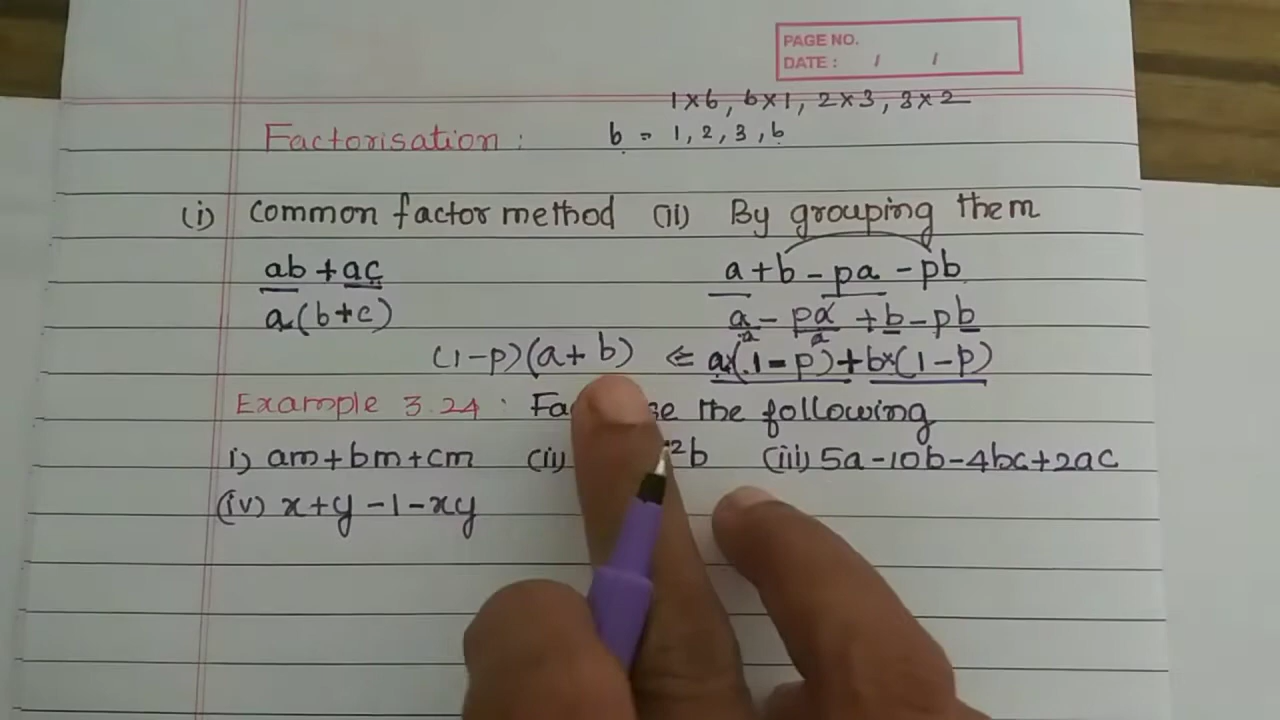 PAGE NO.
DATE : / /
1×6, 6×1, 2×3, 3×2
Factorisation : 6 = 1, 2, 3, 6
(i) Common factor method (ii) By grouping them
ab + ac a + b - pa - pb
a (b+c) a - pa + b - pb
(1-p)(a+b) ⇐ a×(1-p) + b×(1-p)
Example 3.24 : the following
i) am+bm+cm (ii) ²b (iii) 5a-10b-4bc+2ac
(iv) x+y-1-xy